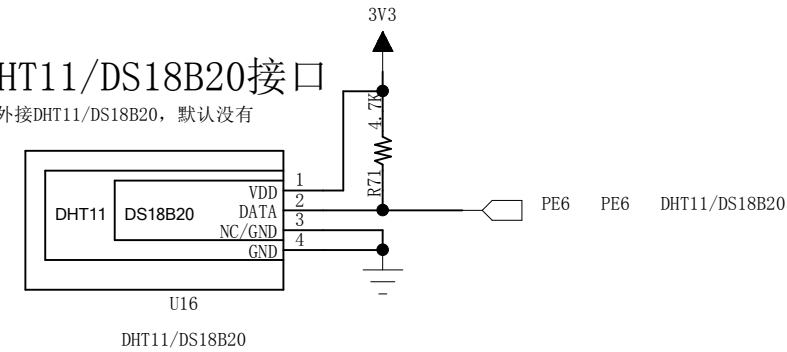 3V3
HT11/DS18B20接口
外接DHT11/DS18B20，默认没有
4.7K
R71
1
VDD
2
DHT11 DS18B20 DATA
3
NC/GND
4
GND
PE6 PE6 DHT11/DS18B20
U16
DHT11/DS18B20